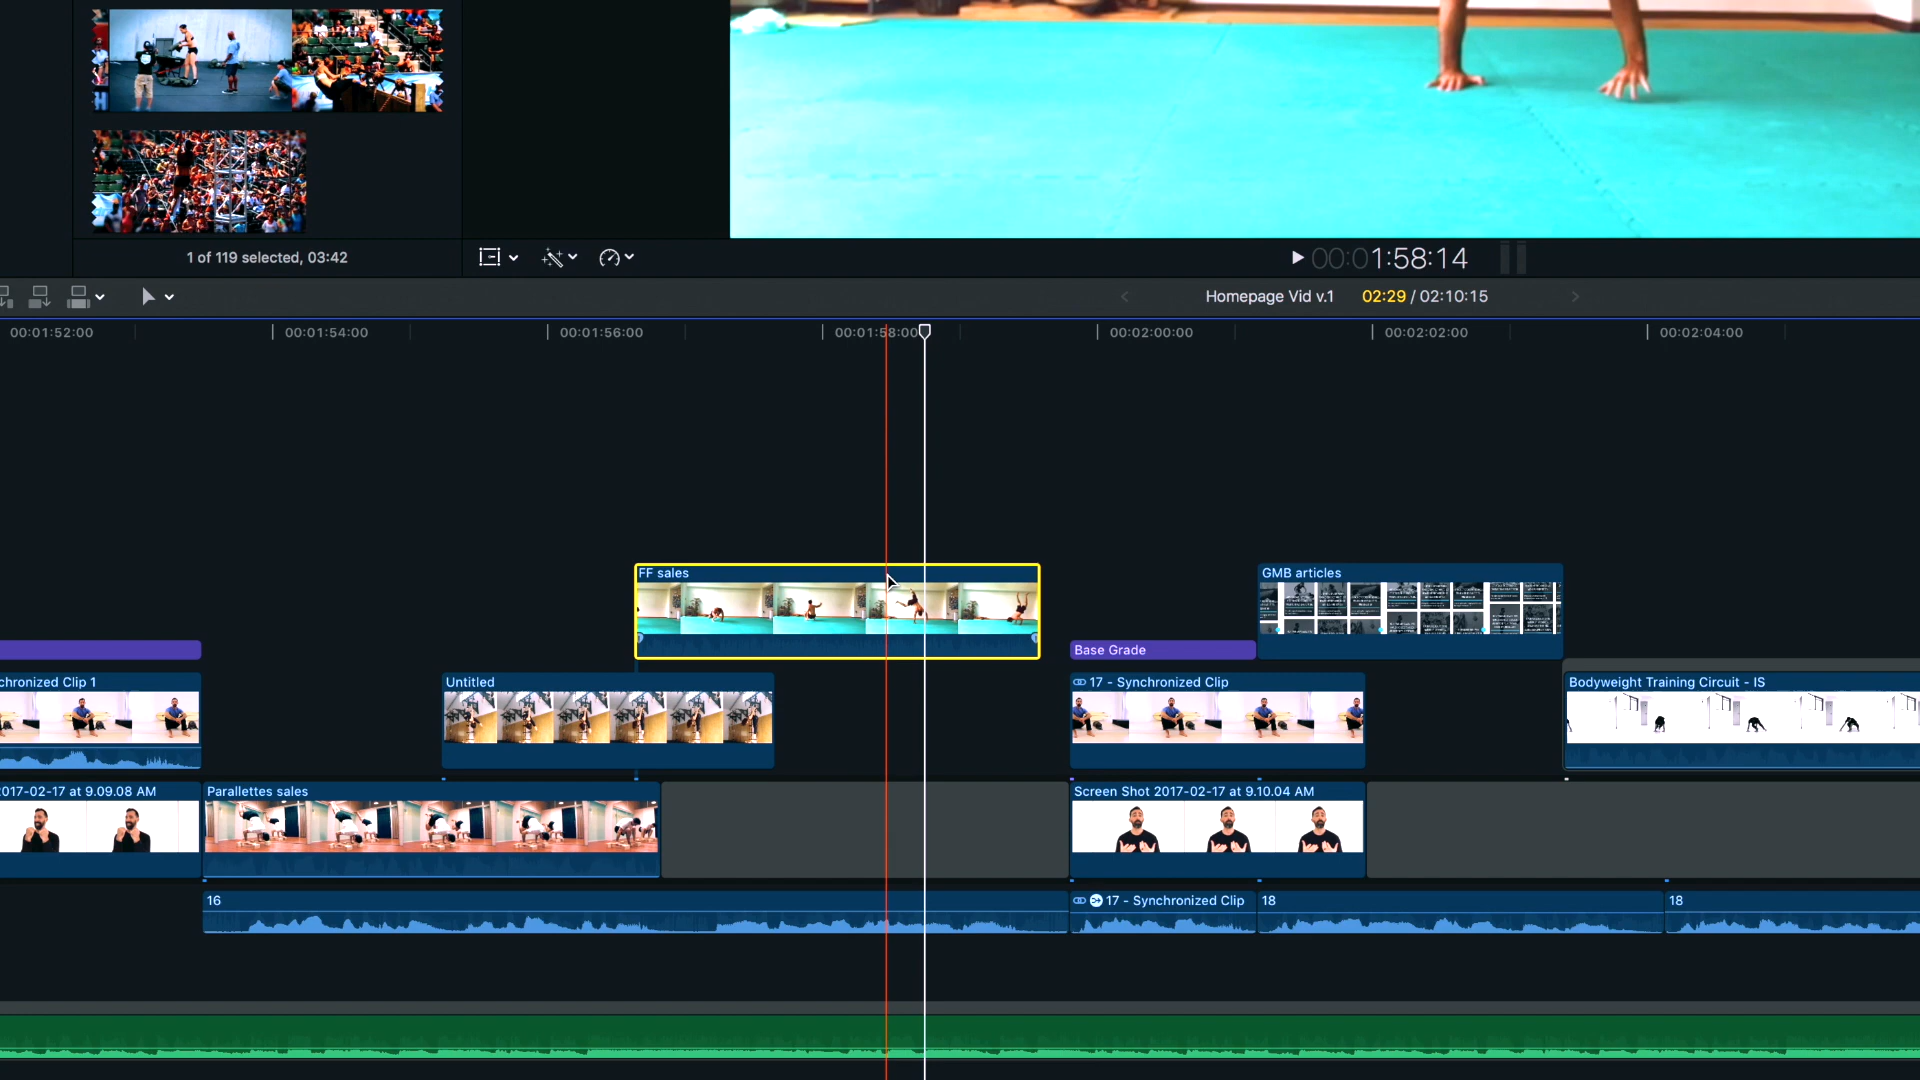 1 of 119 selected, 03:42
00:01:58:14
Homepage Vid v.1 02:29 / 02:10:15
00:01:52:00 00:01:54:00 00:01:56:00 00:01:58:00 00:02:00:00 00:02:02:00 00:02:04:00
FF sales GMB articles
Base Grade
chronized Clip 1 Untitled 17 - Synchronized Clip Bodyweight Training Circuit - IS
2017-02-17 at 9.09.08 AM Parallettes sales Screen Shot 2017-02-17 at 9.10.04 AM
16 17 - Synchronized Clip 18 18